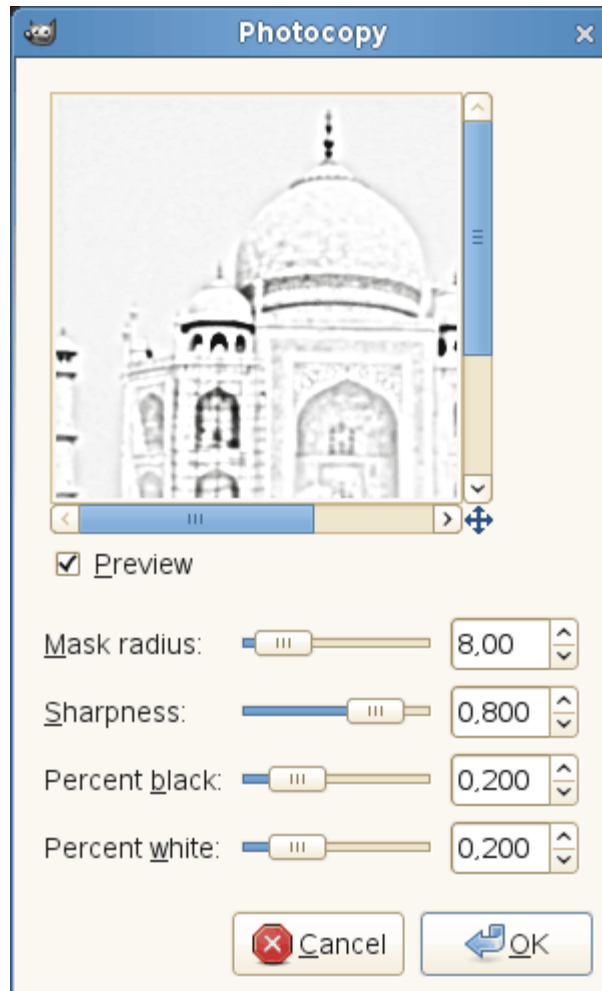 Photocopy
Preview
Mask radius: 8,00
Sharpness: 0,800
Percent black: 0,200
Percent white: 0,200
Cancel OK